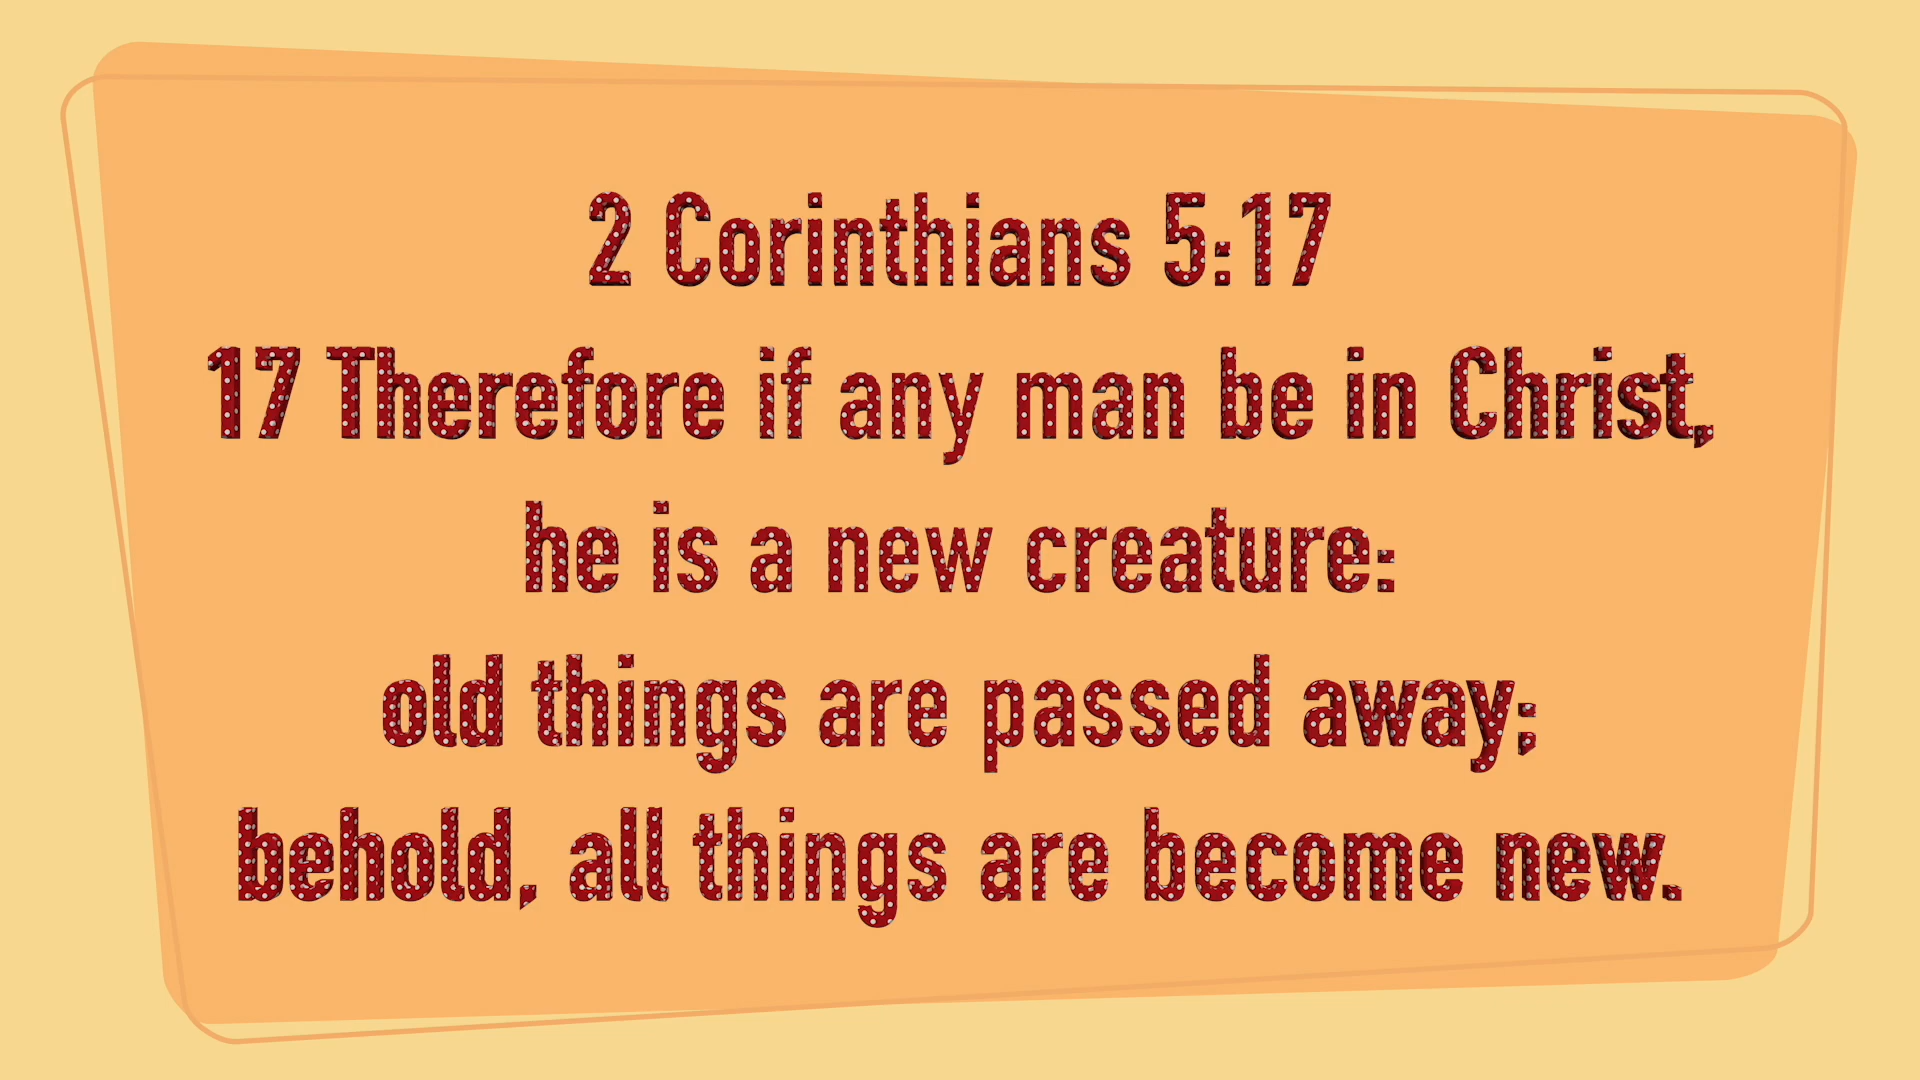 2 Corinthians 5:17
17 Therefore if any man be in Christ,
he is a new creature:
old things are passed away;
behold, all things are become new.